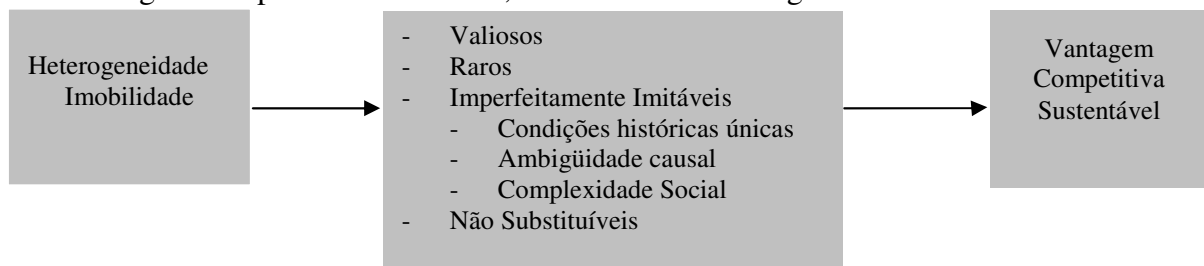 Heterogeneidade
Imobilidade
- Valiosos
- Raros
- Imperfeitamente Imitáveis
- Condições históricas únicas
- Ambigüidade causal
- Complexidade Social
- Não Substituíveis
Vantagem
Competitiva
Sustentável